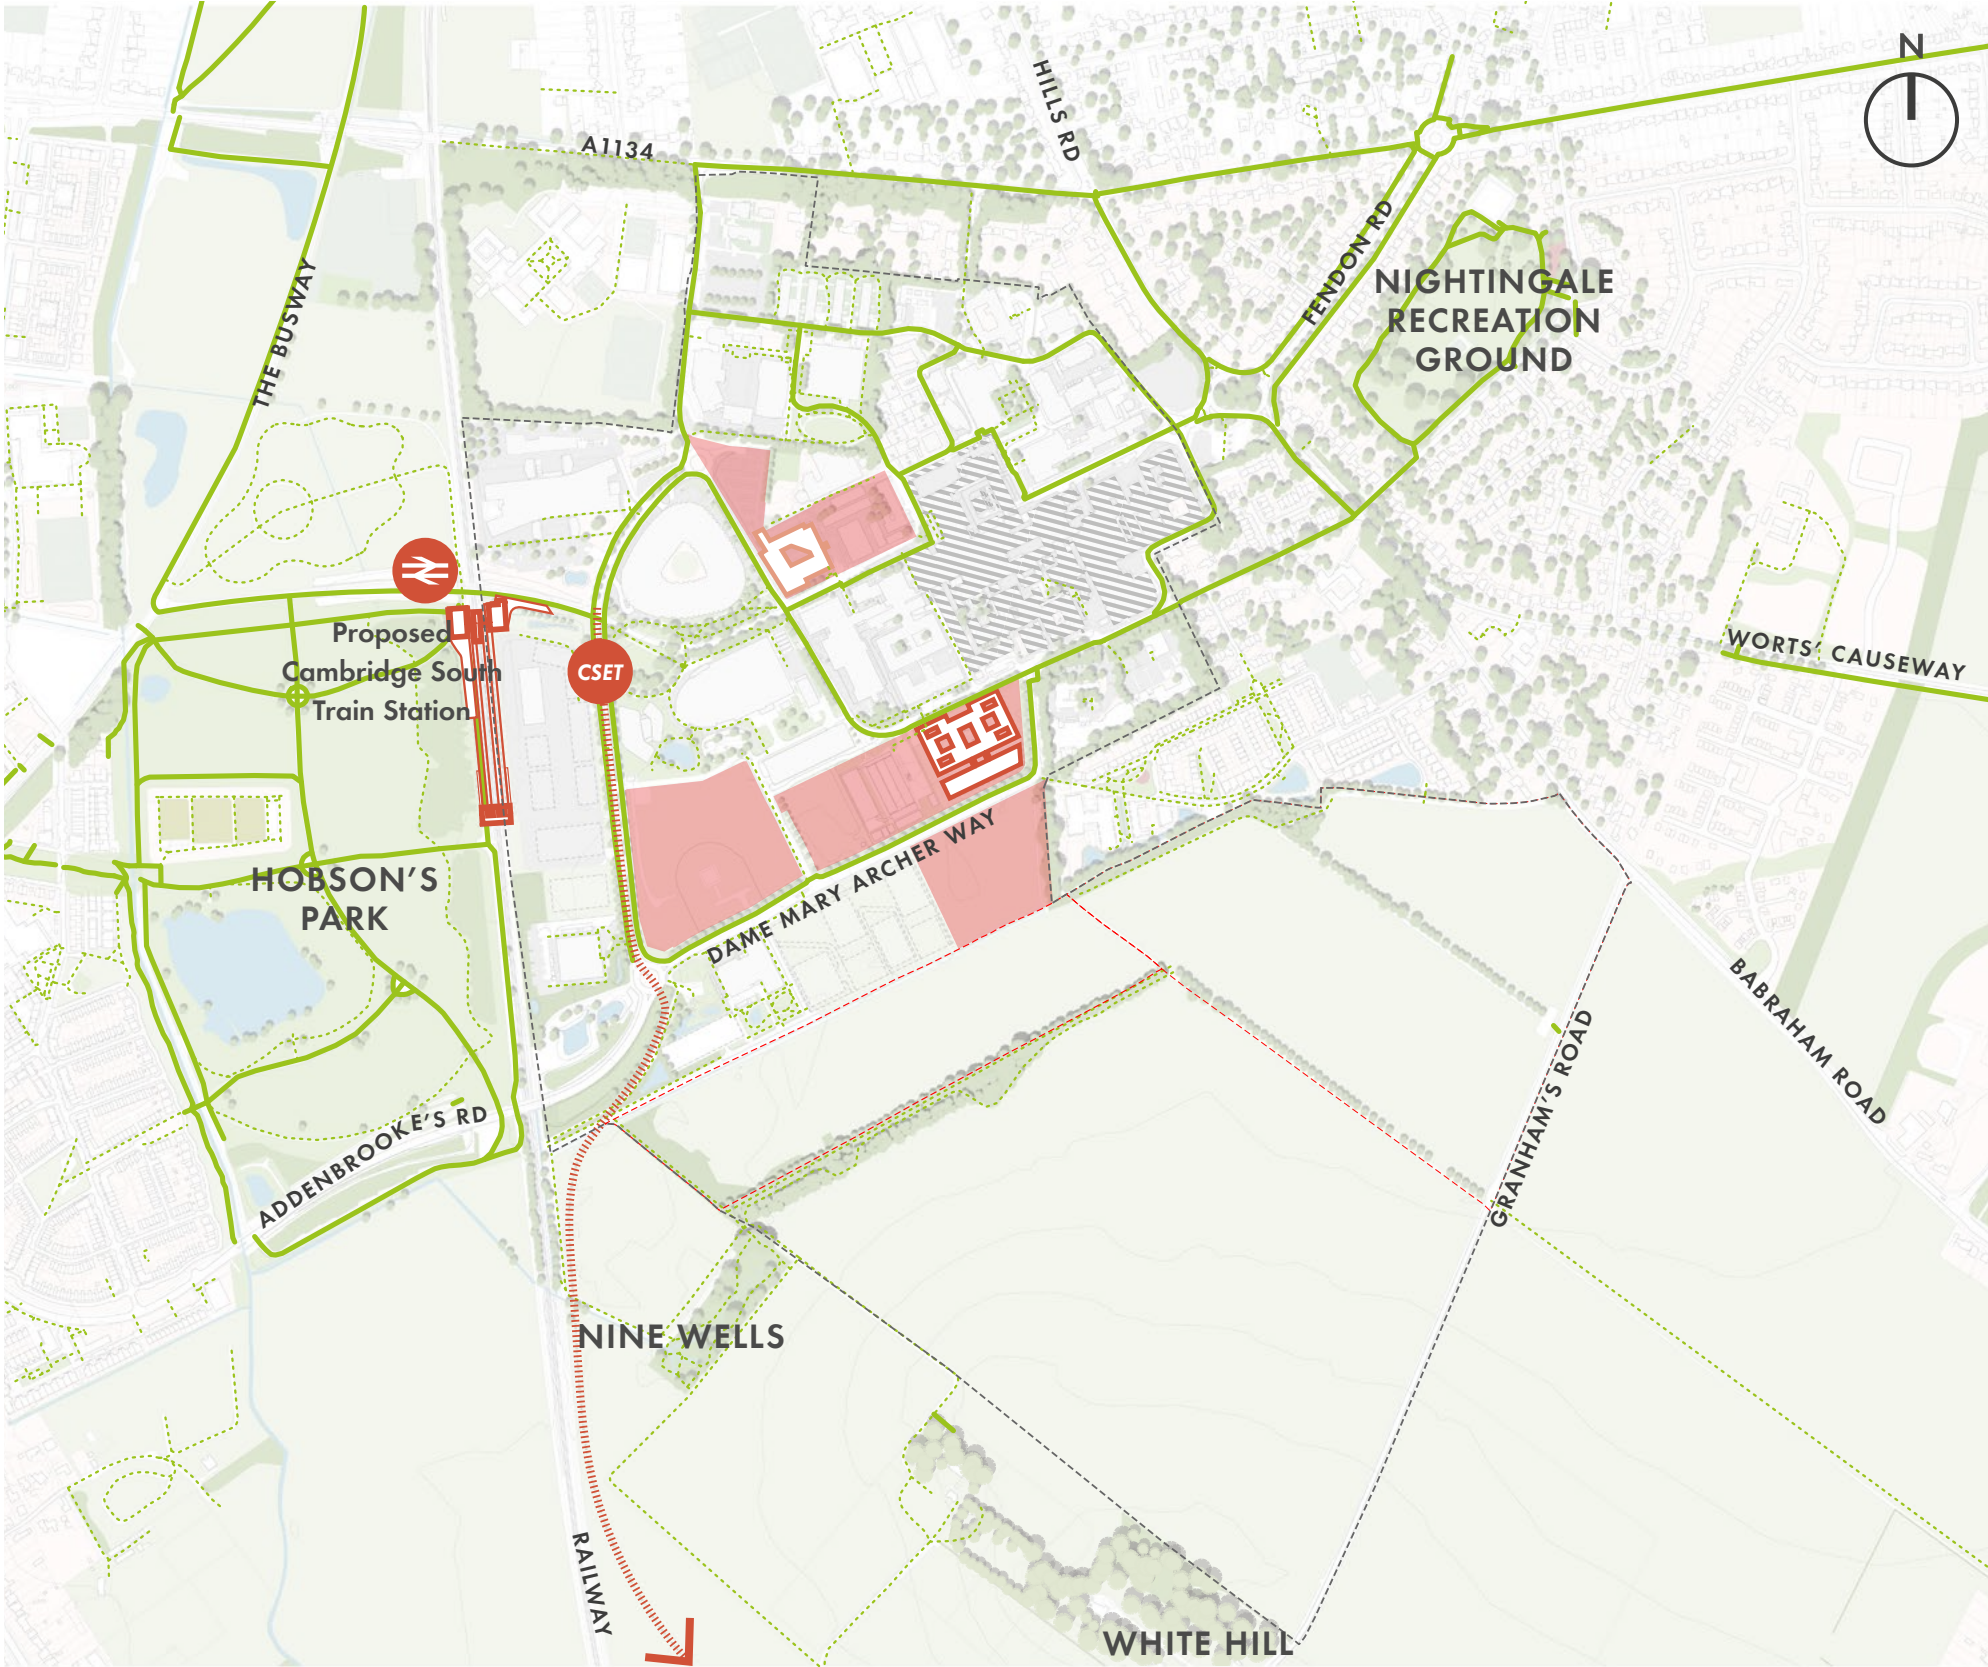 N
HILLS RD
A1134
FENDON RD
THE BUSWAY
NIGHTINGALE
RECREATION
GROUND
Proposed
Cambridge South
Train Station
CSET
WORTS' CAUSEWAY
HOBSON'S
PARK
DAME MARY ARCHER WAY
BABRAHAM ROAD
GRANHAM'S ROAD
ADDENBROOKE'S RD
NINE WELLS
RAILWAY
WHITE HILL